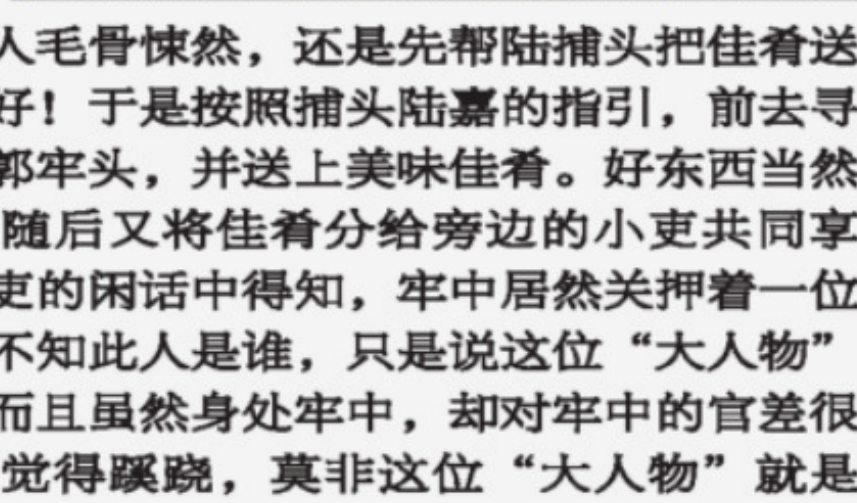 人毛骨悚然，还是先帮陆捕头把佳肴送
好！于是按照捕头陆嘉的指引，前去寻
郭牢头，并送上美味佳肴。好东西当然
随后又将佳肴分给旁边的小吏共同享
吏的闲话中得知，牢中居然关押着一位
不知此人是谁，只是说这位“大人物”
而且虽然身处牢中，却对牢中的官差很
觉得蹊跷，莫非这位“大人物”就是